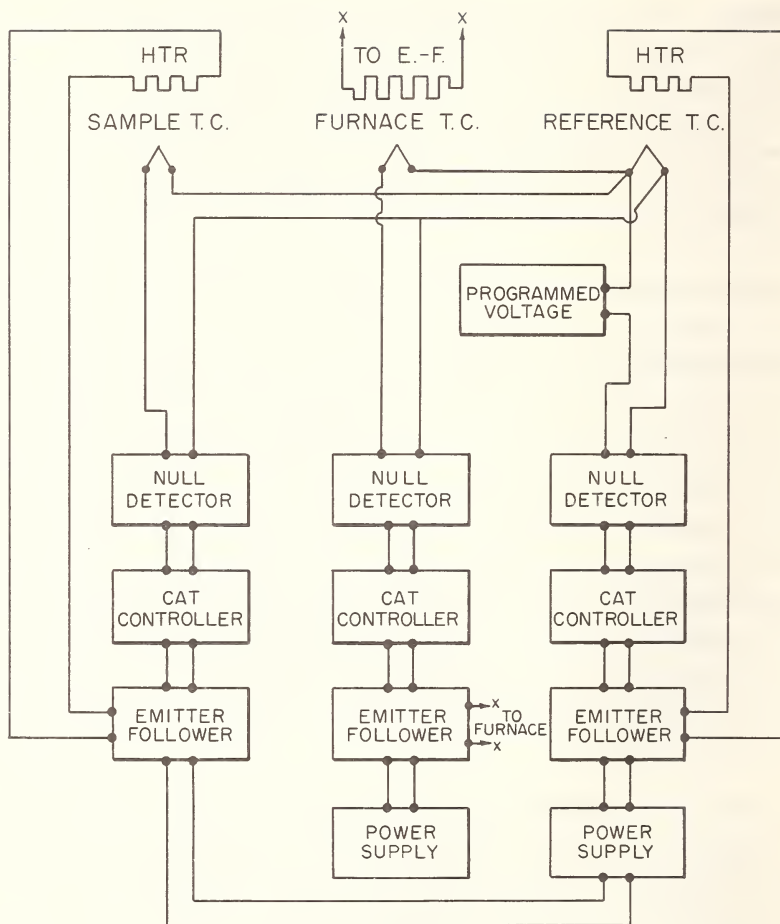 X X
HTR TO E.-F. HTR
SAMPLE T. C. FURNACE T.C. REFERENCE T. C.
PROGRAMMED
VOLTAGE
NULL
DETECTOR
NULL
DETECTOR
NULL
DETECTOR
CAT
CONTROLLER
CAT
CONTROLLER
CAT
CONTROLLER
EMITTER
FOLLOWER
EMITTER
FOLLOWER
X
TO
FURNACE
X
EMITTER
FOLLOWER
POWER
SUPPLY
POWER
SUPPLY